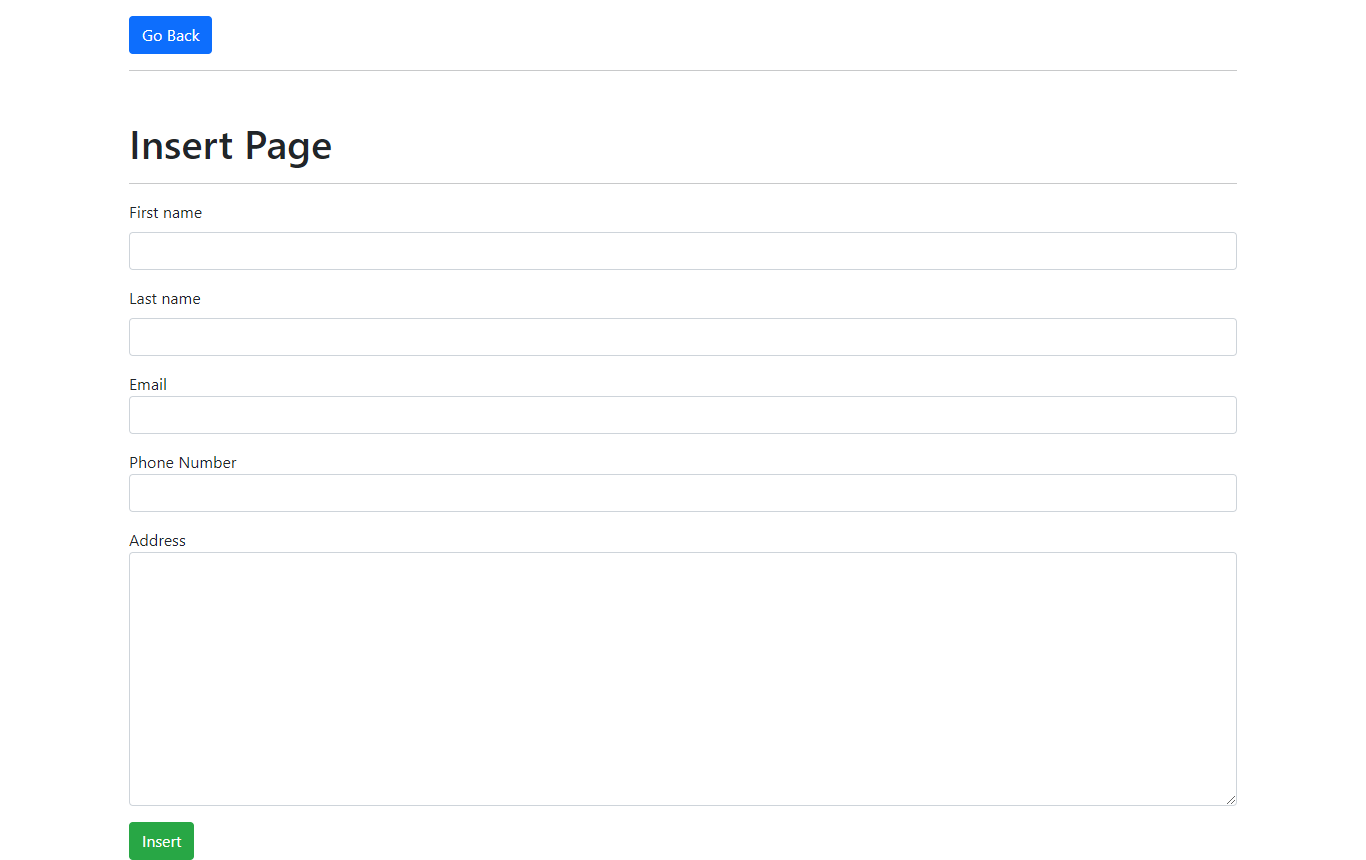 Go Back
Insert Page
First name
Last name
Email
Phone Number
Address
Insert